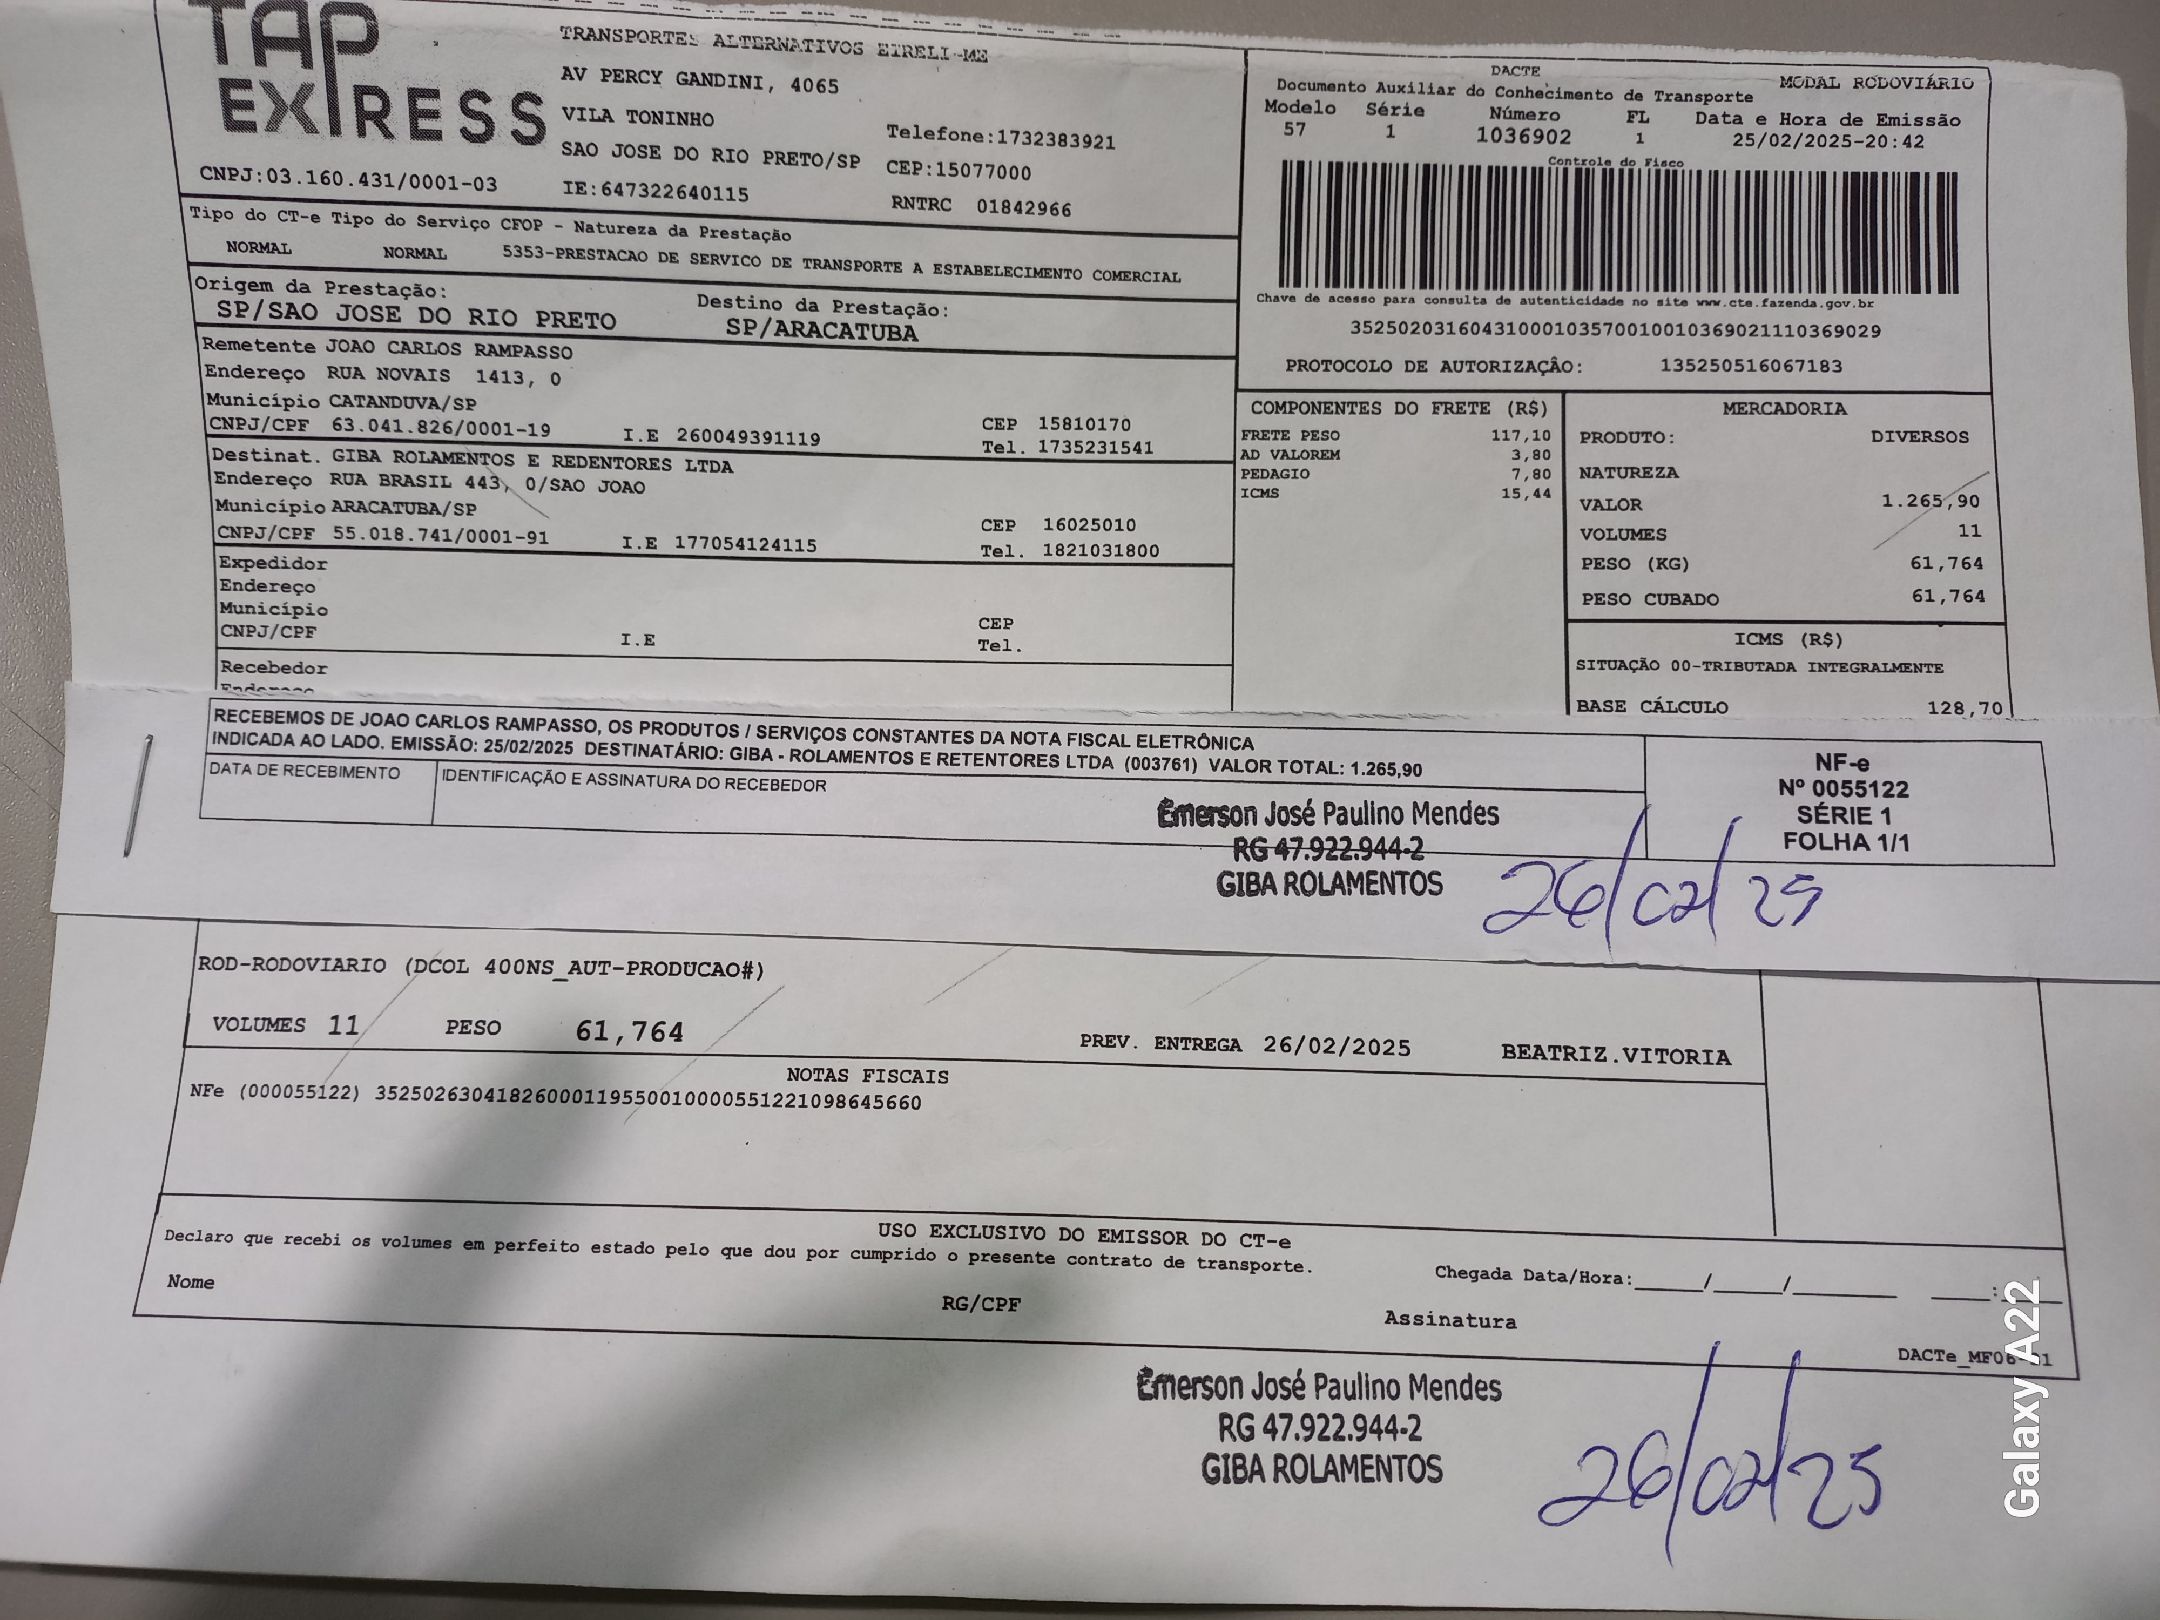 TAP EXPRESS
TRANSPORTES ALTERNATIVOS EIRELI-ME
AV PERCY GANDINI, 4065
VILA TONINHO
Telefone:1732383921
SAO JOSE DO RIO PRETO/SP CEP:15077000
CNPJ:03.160.431/0001-03 IE:647322640115 RNTRC 01842966
DACTE MODAL RODOVIÁRIO
Documento Auxiliar do Conhecimento de Transporte
Modelo Série Número FL Data e Hora de Emissão
57 1 1036902 1 25/02/2025-20:42
Controle do Fisco
Chave de acesso para consulta de autenticidade no site www.cte.fazenda.gov.br
35250203160431000103570010010369021110369029
PROTOCOLO DE AUTORIZAÇÂO: 135250516067183
Tipo do CT-e Tipo do Serviço CFOP - Natureza da Prestação
NORMAL NORMAL 5353-PRESTACAO DE SERVICO DE TRANSPORTE A ESTABELECIMENTO COMERCIAL
Origem da Prestação: Destino da Prestação:
SP/SAO JOSE DO RIO PRETO SP/ARACATUBA
Remetente JOAO CARLOS RAMPASSO
Endereço RUA NOVAIS 1413, 0
Município CATANDUVA/SP CEP 15810170
CNPJ/CPF 63.041.826/0001-19 I.E 260049391119 Tel. 1735231541
Destinat. GIBA ROLAMENTOS E REDENTORES LTDA
Endereço RUA BRASIL 443, 0/SAO JOAO
Município ARACATUBA/SP CEP 16025010
CNPJ/CPF 55.018.741/0001-91 I.E 177054124115 Tel. 1821031800
Expedidor
Endereço
Município CEP
CNPJ/CPF I.E Tel.
Recebedor
Endereço
COMPONENTES DO FRETE (R$)
FRETE PESO 117,10
AD VALOREM 3,80
PEDAGIO 7,80
ICMS 15,44
MERCADORIA
PRODUTO: DIVERSOS
NATUREZA
VALOR 1.265,90
VOLUMES 11
PESO (KG) 61,764
PESO CUBADO 61,764
ICMS (R$)
SITUAÇÃO 00-TRIBUTADA INTEGRALMENTE
BASE CÁLCULO 128,70
RECEBEMOS DE JOAO CARLOS RAMPASSO, OS PRODUTOS / SERVIÇOS CONSTANTES DA NOTA FISCAL ELETRÔNICA
INDICADA AO LADO. EMISSÃO: 25/02/2025 DESTINATÁRIO: GIBA - ROLAMENTOS E RETENTORES LTDA (003761) VALOR TOTAL: 1.265,90
DATA DE RECEBIMENTO IDENTIFICAÇÃO E ASSINATURA DO RECEBEDOR
NF-e
Nº 0055122
SÉRIE 1
FOLHA 1/1
Emerson José Paulino Mendes
RG 47.922.944-2
GIBA ROLAMENTOS
26/02/25
ROD-RODOVIARIO (DCOL 400NS_AUT-PRODUCAO#)
VOLUMES 11 PESO 61,764 PREV. ENTREGA 26/02/2025 BEATRIZ.VITORIA
NOTAS FISCAIS
NFe (000055122) 35250263041826000119550010000551221098645660
USO EXCLUSIVO DO EMISSOR DO CT-e
Declaro que recebi os volumes em perfeito estado pelo que dou por cumprido o presente contrato de transporte.
Chegada Data/Hora:____/____/______ ____:____
Nome RG/CPF Assinatura
DACTe_MF06-01
Emerson José Paulino Mendes
RG 47.922.944-2
GIBA ROLAMENTOS
26/02/25
Galaxy A22